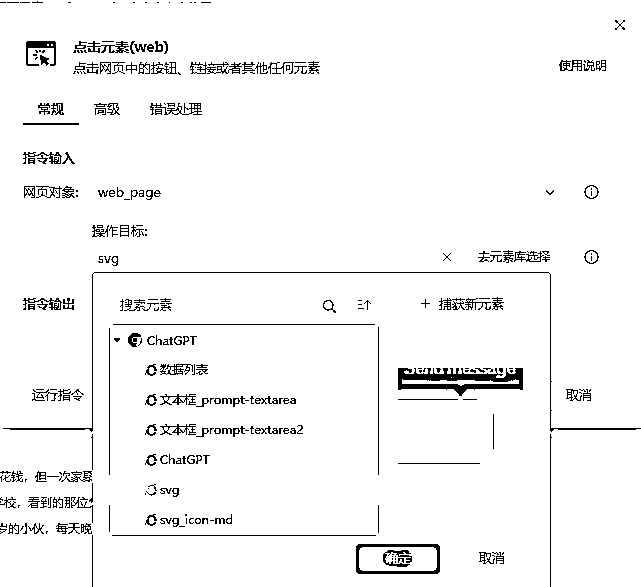 点击元素(web)
点击网页中的按钮、链接或者其他任何元素
使用说明
常规 高级 错误处理
指令输入
网页对象: web_page
操作目标:
svg 去元素库选择
指令输出
搜索元素 + 捕获新元素
ChatGPT
数据列表
Send message
文本框_prompt-textarea
运行指令 取消
文本框_prompt-textarea2
ChatGPT
花钱，但一次家
svg
学校，看到的那位
svg_icon-md
岁的小伙，每天晚
确定 取消